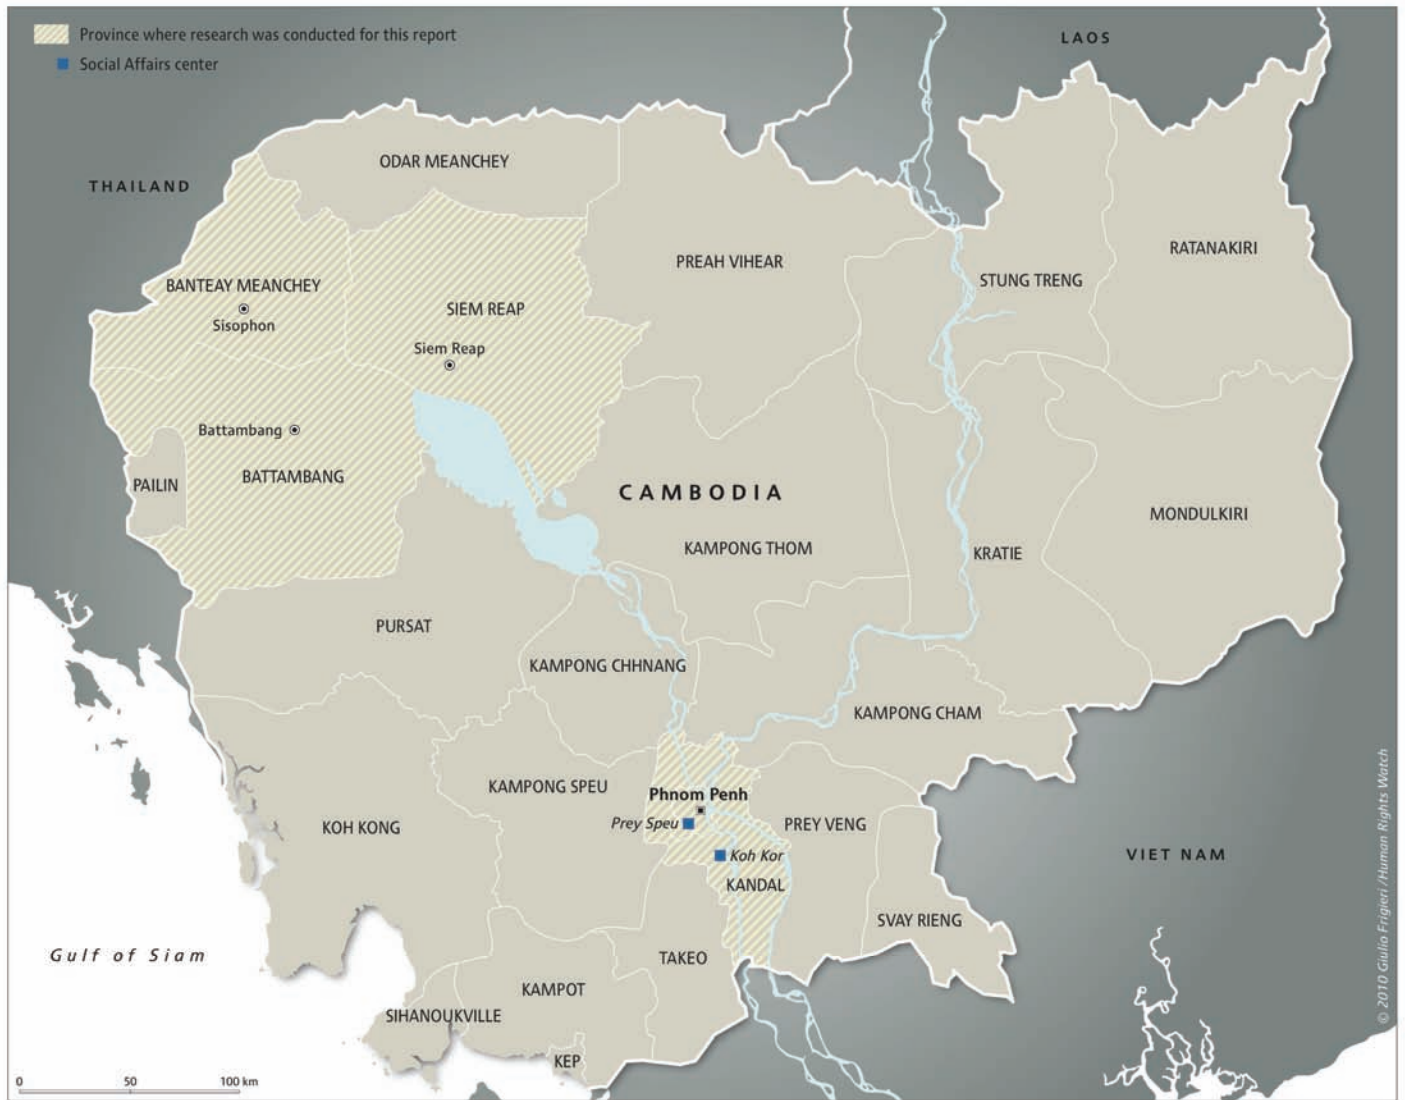 Province where research was conducted for this report
Social Affairs center
LAOS
THAILAND
ODAR MEANCHEY
PREAH VIHEAR
STUNG TRENG
RATANAKIRI
BANTEAY MEANCHEY
Sisophon
SIEM REAP
Siem Reap
Battambang
BATTAMBANG
PAILIN
CAMBODIA
KAMPONG THOM
KRATIE
MONDULKIRI
PURSAT
KAMPONG CHHNANG
KAMPONG CHAM
KAMPONG SPEU
Phnom Penh
Prey Speu
PREY VENG
KOH KONG
Koh Kor
KANDAL
VIET NAM
SVAY RIENG
Gulf of Siam
TAKEO
KAMPOT
SIHANOUKVILLE
KEP
0 50 100 km
© 2010 Giulio Frigieri /Human Rights Watch